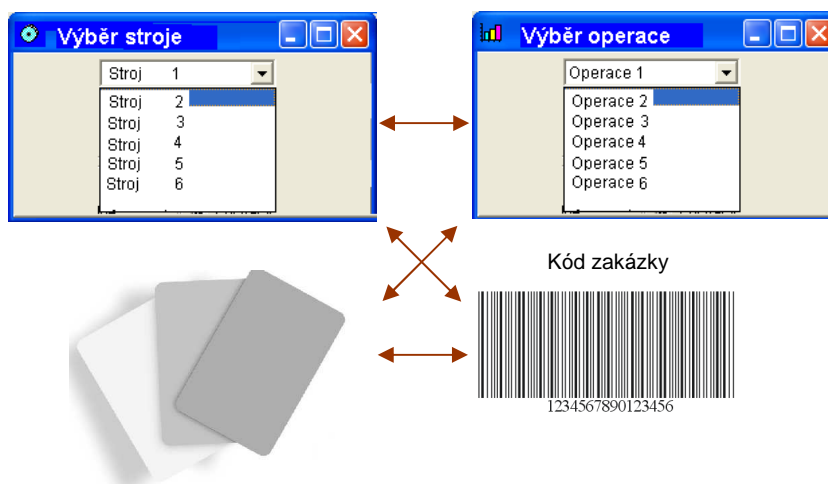 Výběr stroje
Stroj 1
Stroj 2
Stroj 3
Stroj 4
Stroj 5
Stroj 6
Výběr operace
Operace 1
Operace 2
Operace 3
Operace 4
Operace 5
Operace 6
Kód zakázky
1234567890123456